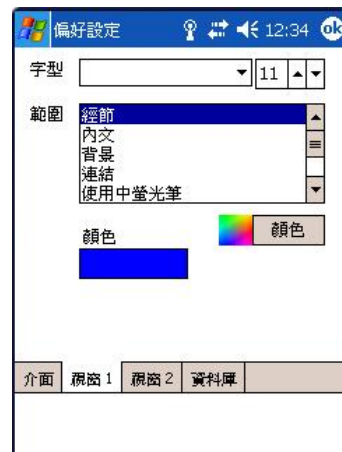 偏好設定 12:34 ok
字型 11
範圍 經節
內文
背景
連結
使用中螢光筆
顏色 顏色
介面 視窗1 視窗2 資料庫